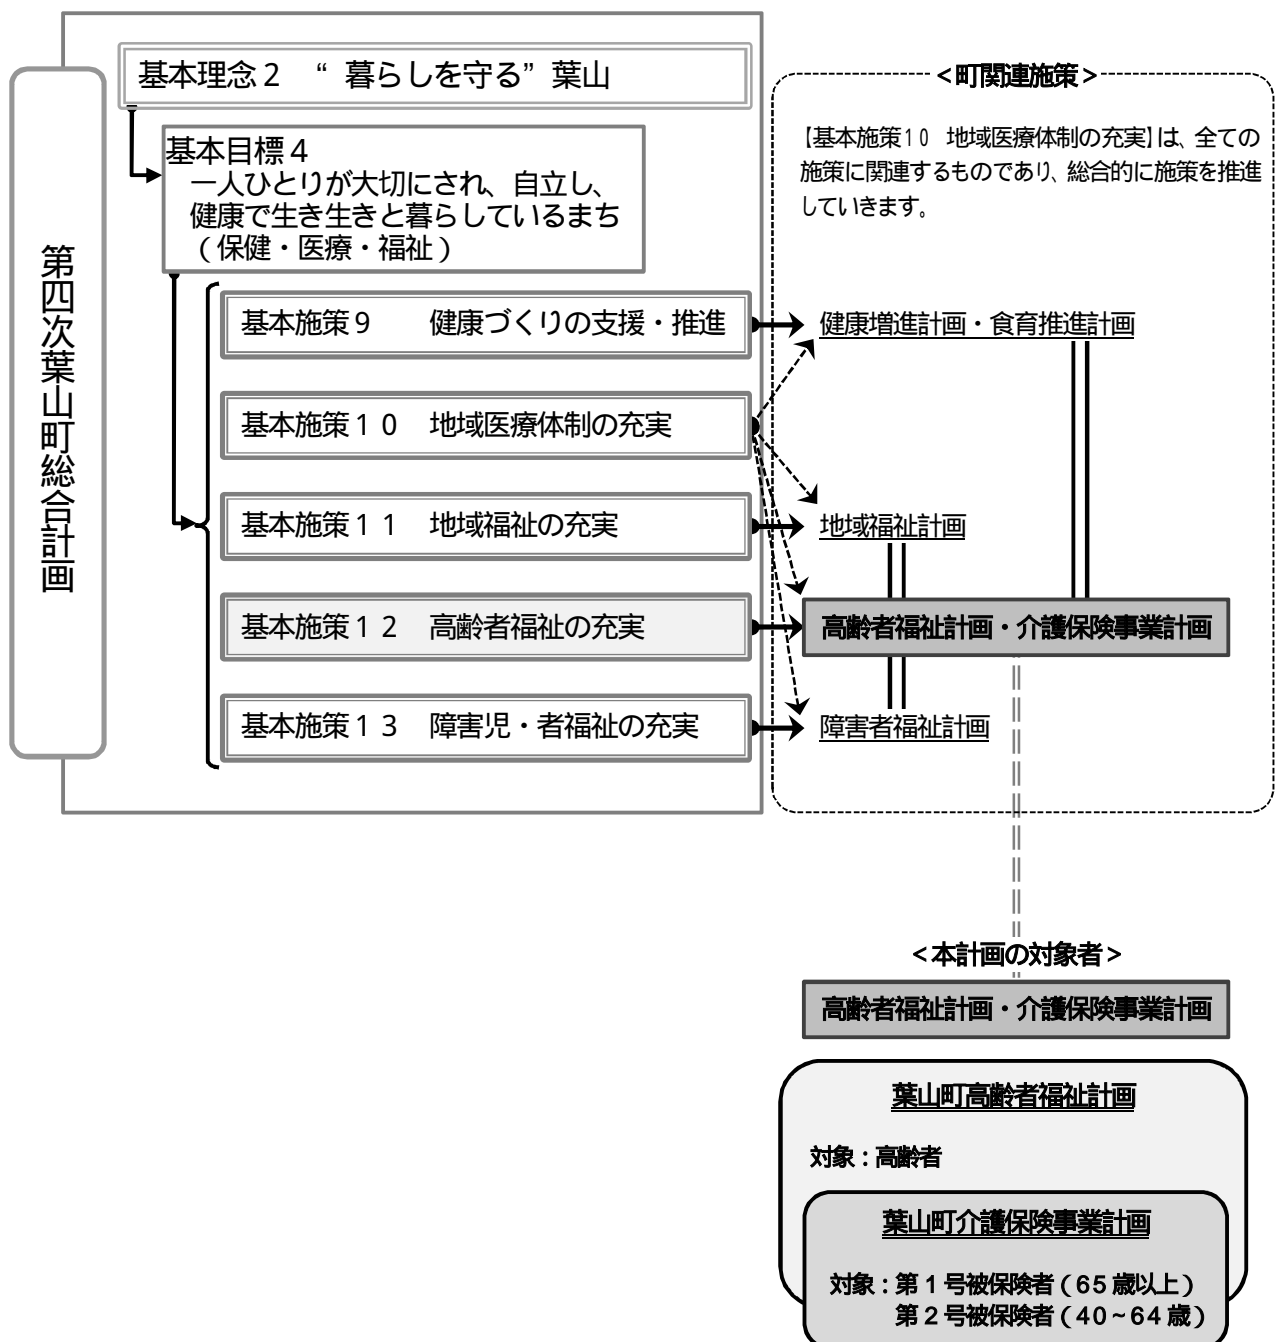 第四次葉山町総合計画
基本理念２　“暮らしを守る”葉山
基本目標４
一人ひとりが大切にされ、自立し、
健康で生き生きと暮らしているまち
（保健・医療・福祉）
基本施策９　健康づくりの支援・推進
基本施策１０　地域医療体制の充実
基本施策１１　地域福祉の充実
基本施策１２　高齢者福祉の充実
基本施策１３　障害児・者福祉の充実
＜町関連施策＞
【基本施策１０　地域医療体制の充実】は、全ての
施策に関連するものであり、総合的に施策を推進
していきます。
健康増進計画・食育推進計画
地域福祉計画
高齢者福祉計画・介護保険事業計画
障害者福祉計画
＜本計画の対象者＞
高齢者福祉計画・介護保険事業計画
葉山町高齢者福祉計画
対象：高齢者
葉山町介護保険事業計画
対象：第１号被保険者（65歳以上）
第２号被保険者（40~64歳）